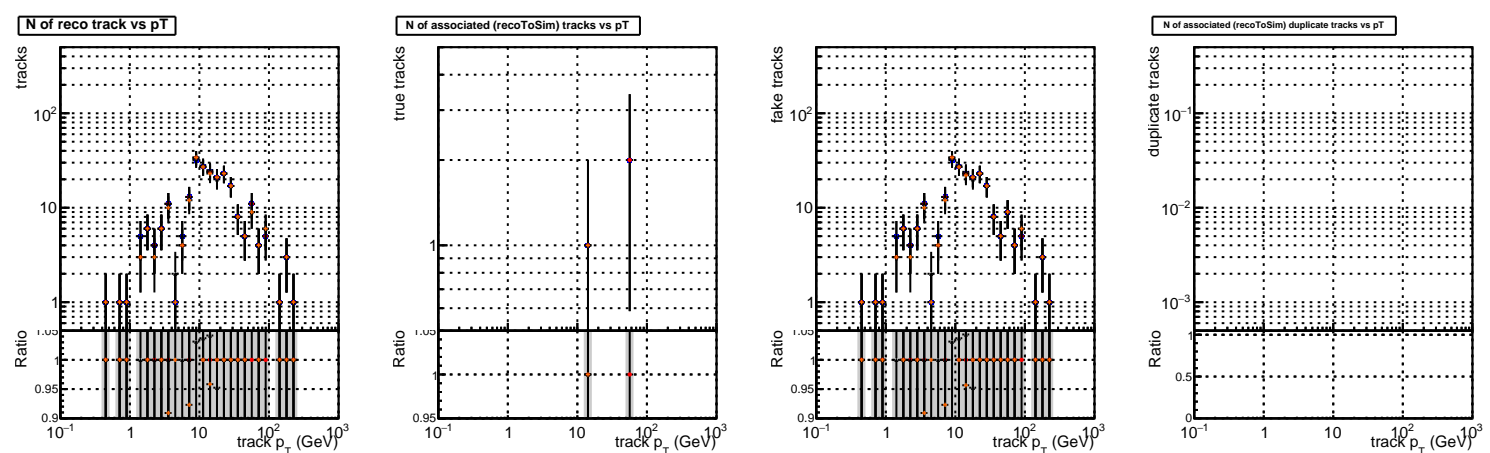 N of reco track vs pT
tracks
10²
10
1
Ratio
1.05
1
0.95
0.9
10⁻¹ 1 10 10² 10³
track p_T (GeV)
N of associated (recoToSim) tracks vs pT
true tracks
1
Ratio
1.05
1
0.95
10⁻¹ 1 10 10² 10³
track p_T (GeV)
fake tracks
10²
10
1
Ratio
1.05
1
0.95
0.9
10⁻¹ 1 10 10² 10³
track p_T (GeV)
N of associated (recoToSim) duplicate tracks vs pT
duplicate tracks
10⁻¹
10⁻²
10⁻³
Ratio
1
0.5
0
10⁻¹ 1 10 10² 10³
track p_T (GeV)